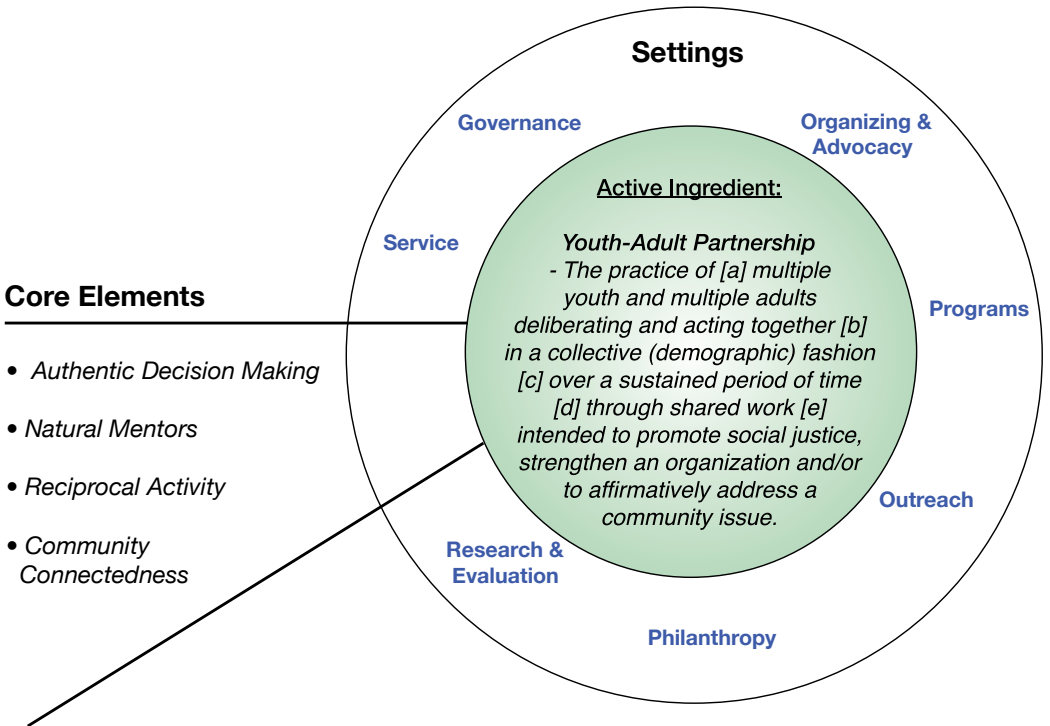 Settings
Governance
Organizing &
Advocacy
Service
Programs
Outreach
Research &
Evaluation
Philanthropy
Active Ingredient:
Youth-Adult Partnership
- The practice of [a] multiple
youth and multiple adults
deliberating and acting together [b]
in a collective (demographic) fashion
[c] over a sustained period of time
[d] through shared work [e]
intended to promote social justice,
strengthen an organization and/or
to affirmatively address a
community issue.
Core Elements
• Authentic Decision Making
• Natural Mentors
• Reciprocal Activity
• Community
Connectedness